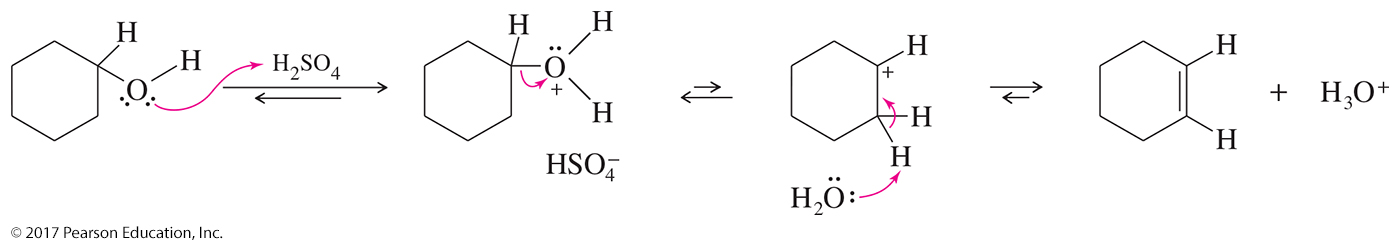 H
H
O
H₂SO₄
H
H
O
+
H
HSO₄⁻
H
+
H
H
H₂O:
H
H
+ H₃O⁺
© 2017 Pearson Education, Inc.